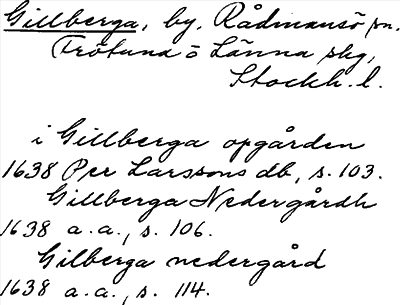 Gillberga, by, Rådmansö sn.
Frötuna o Länna skg,
Stockh. l.
i Gillberga opgården
1638 Per Larssons db, s. 103.
Gillberga Nedergårdh
1638 a. a., s. 106.
Gilberga nedergård
1638 a. a., s. 114.